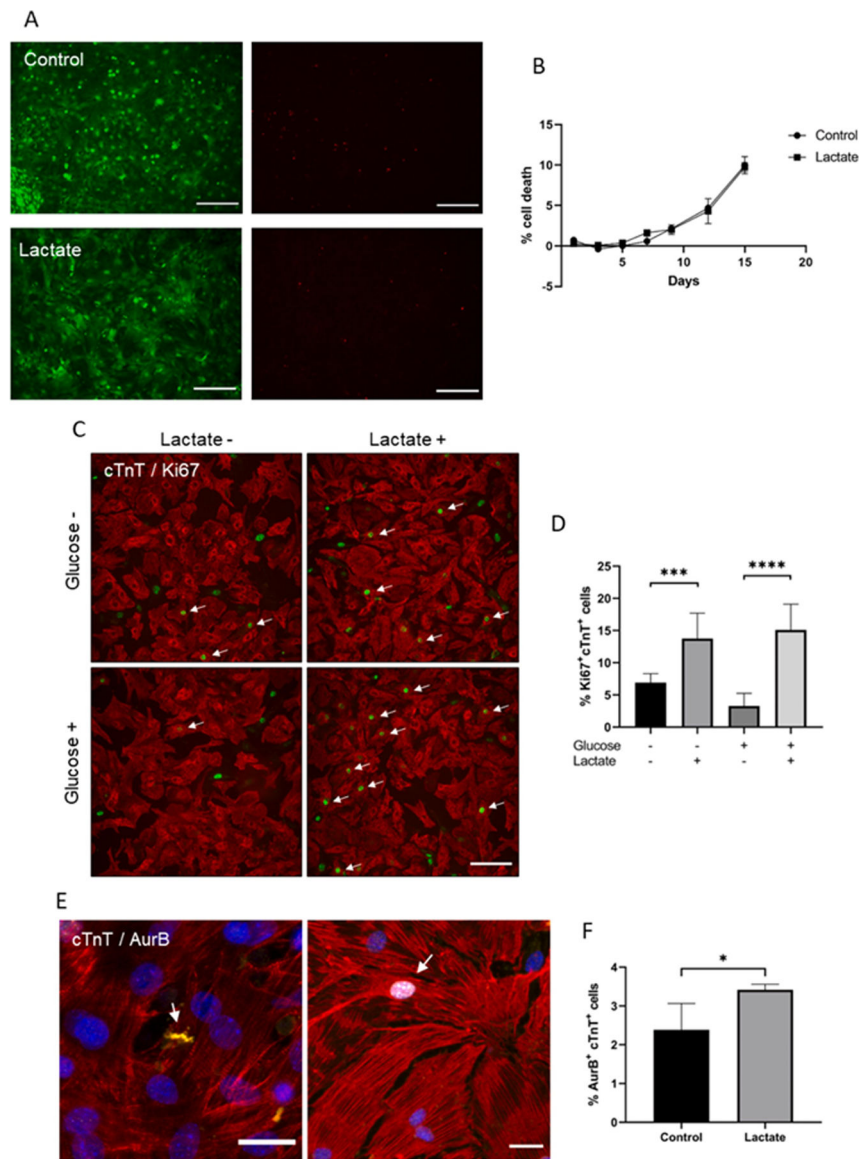 A
Control
Lactate
B
15
10
5
0
-5
% cell death
5
10
15
20
Days
Control
Lactate
C
Lactate -
Lactate +
cTnT / Ki67
Glucose -
Glucose +
D
***
****
25
20
15
10
5
0
% Ki67⁺cTnT⁺ cells
Glucose - - + +
Lactate - + - +
E
cTnT / AurB
F
*
4
3
2
1
0
% AurB⁺ cTnT⁺ cells
Control Lactate